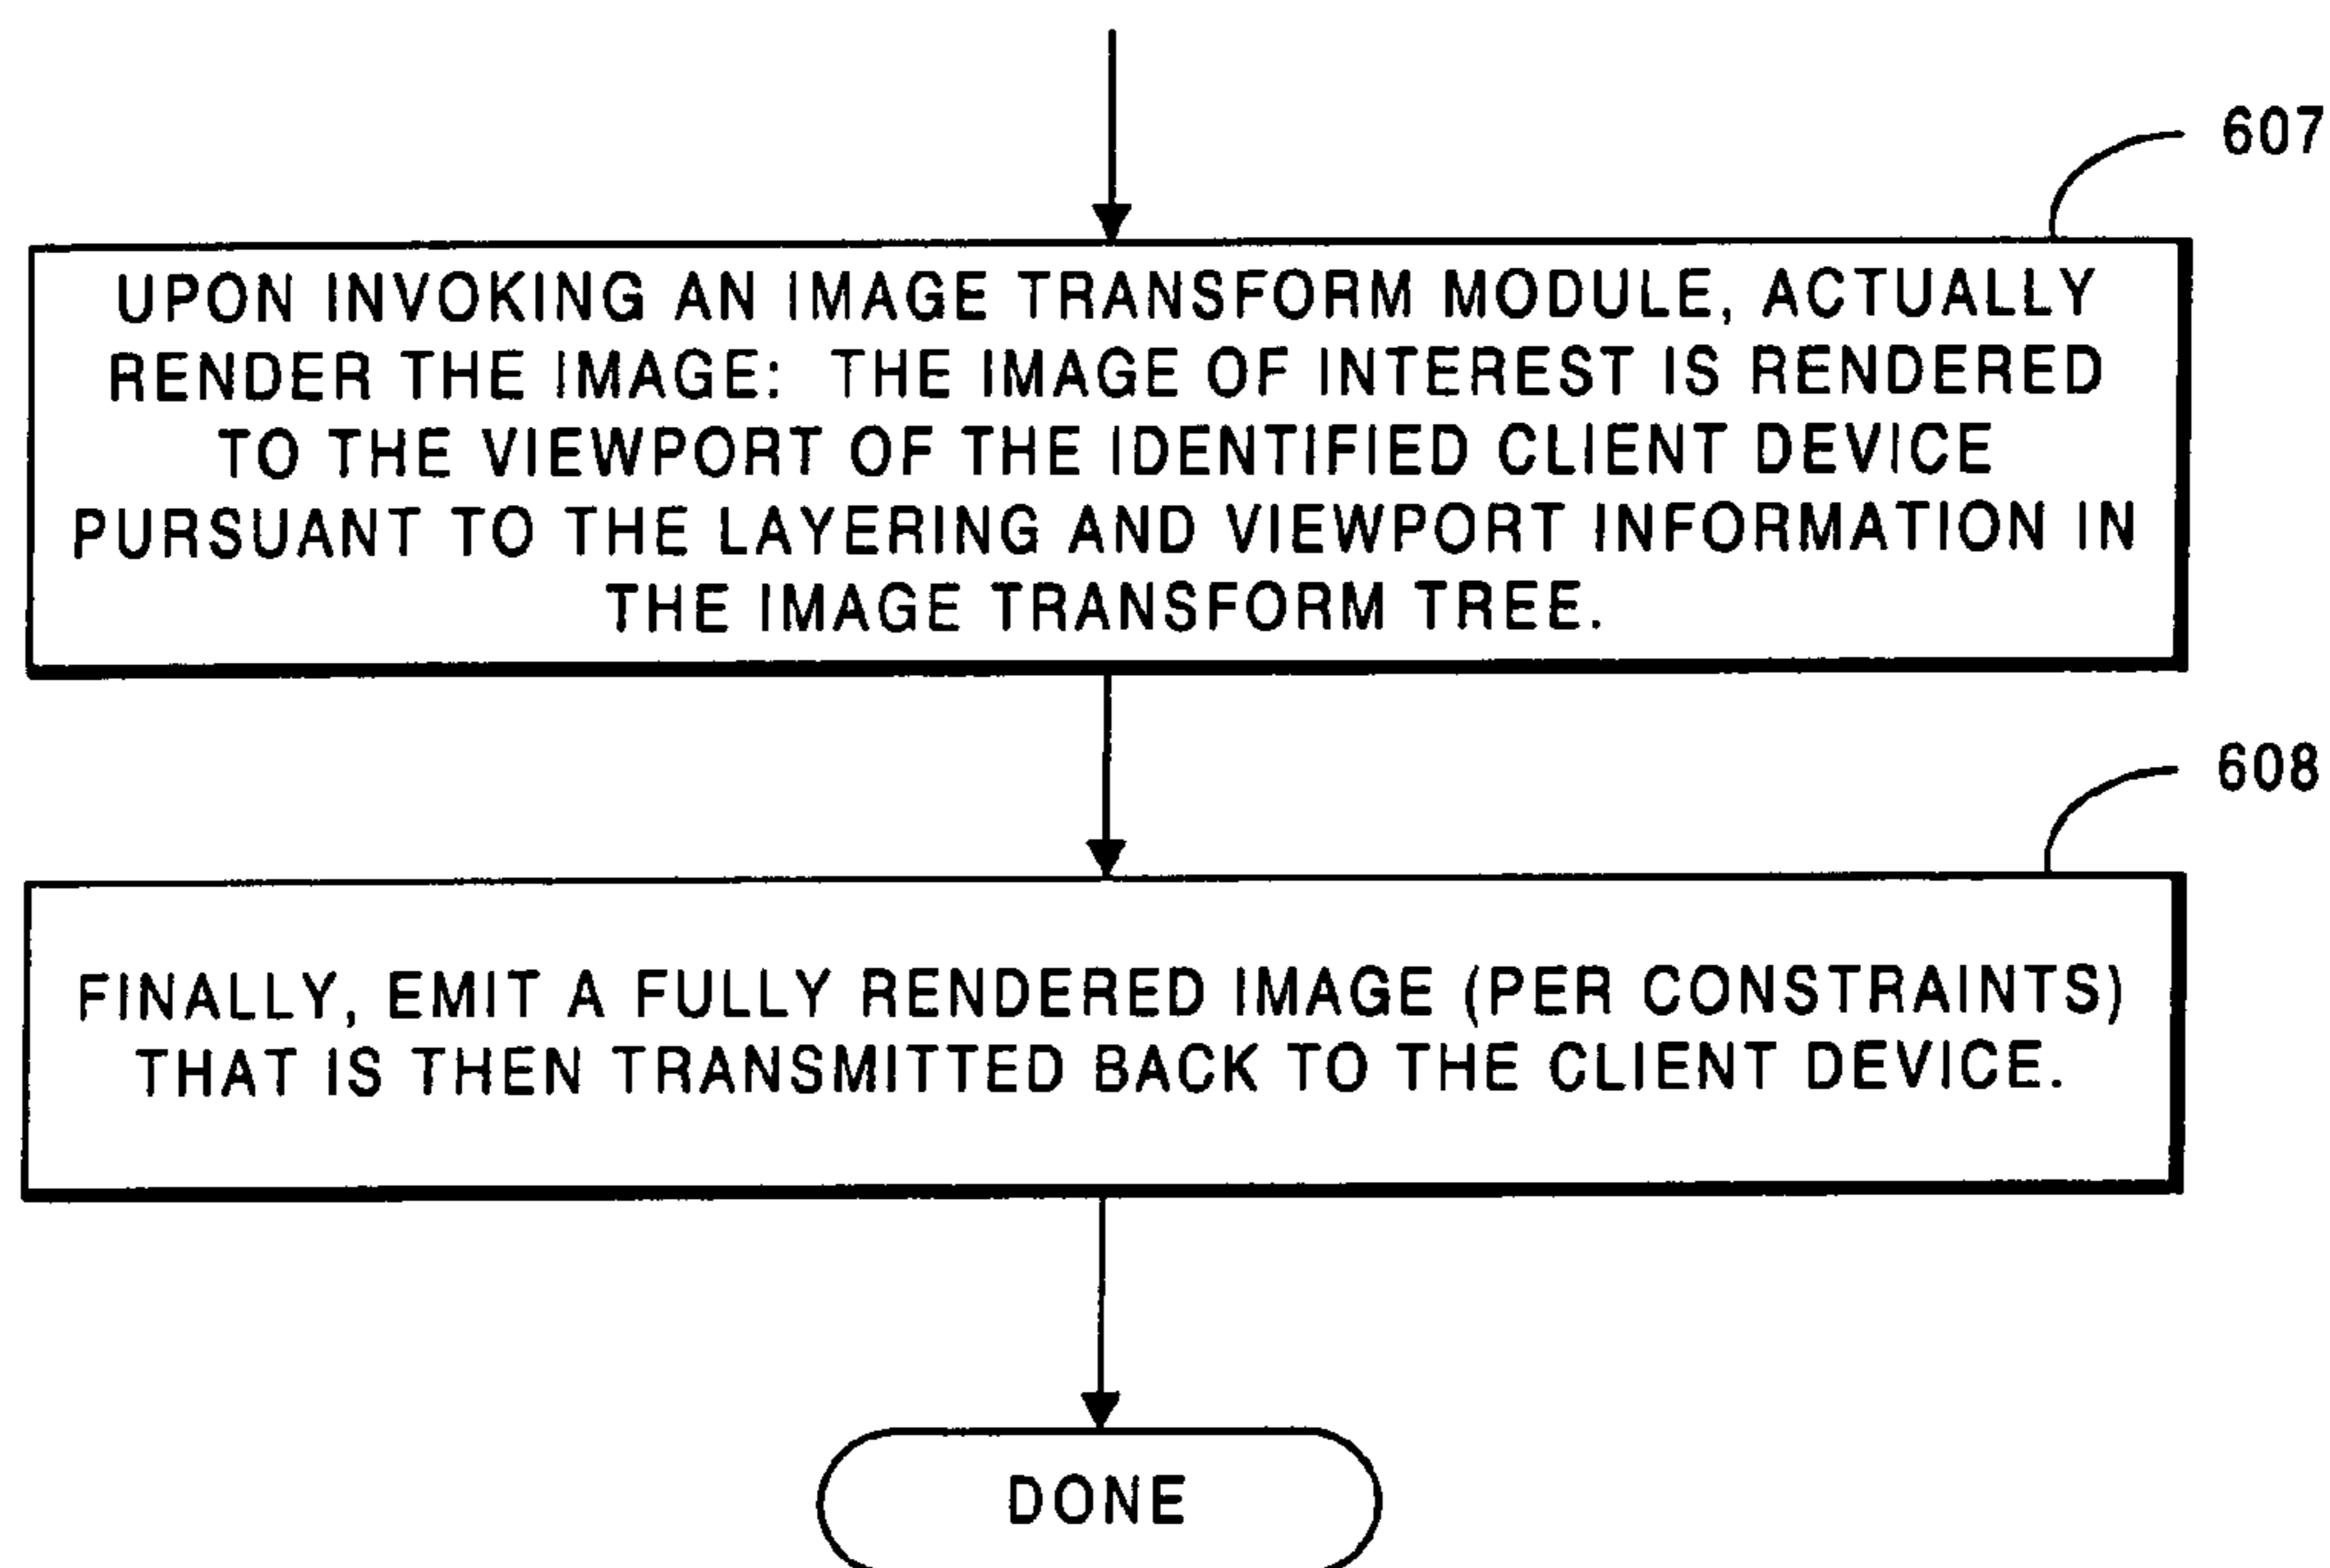 607
UPON INVOKING AN IMAGE TRANSFORM MODULE, ACTUALLY
RENDER THE IMAGE: THE IMAGE OF INTEREST IS RENDERED
TO THE VIEWPORT OF THE IDENTIFIED CLIENT DEVICE
PURSUANT TO THE LAYERING AND VIEWPORT INFORMATION IN
THE IMAGE TRANSFORM TREE.
608
FINALLY, EMIT A FULLY RENDERED IMAGE (PER CONSTRAINTS)
THAT IS THEN TRANSMITTED BACK TO THE CLIENT DEVICE.
DONE